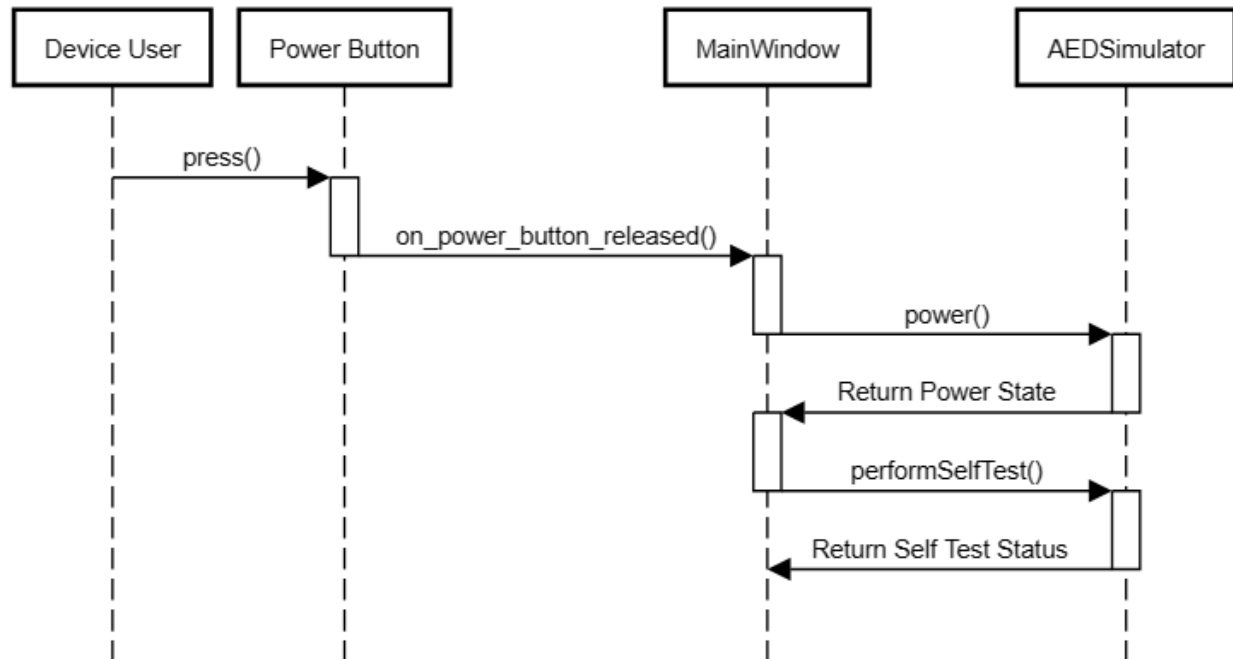 Device User
Power Button
MainWindow
AEDSimulator
press()
on_power_button_released()
power()
Return Power State
performSelfTest()
Return Self Test Status